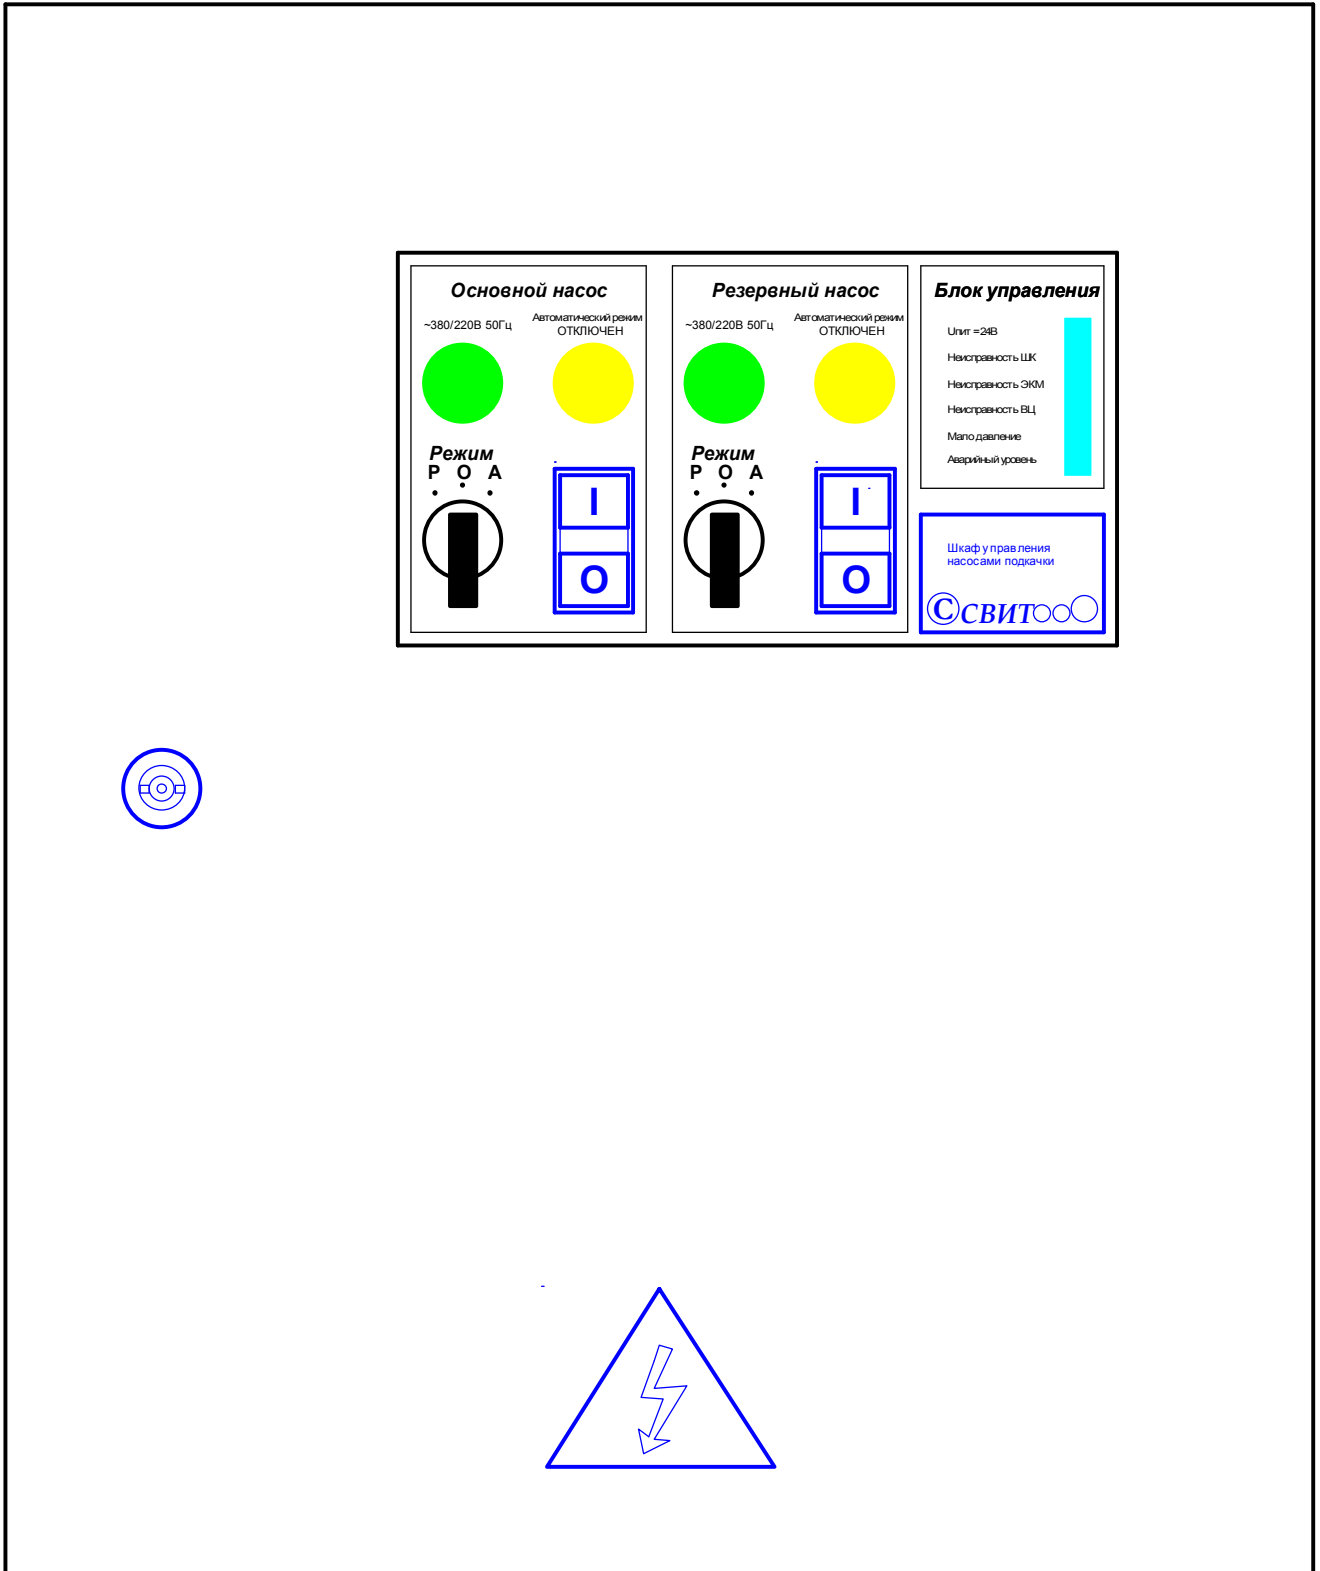 Основной насос
~380/220В 50Гц
Автоматический режим
ОТКЛЮЧЕН
Режим
Р О А
I
О
Резервный насос
~380/220В 50Гц
Автоматический режим
ОТКЛЮЧЕН
Режим
Р О А
I
О
Блок управления
Uпит =24В
Неисправность ШК
Неисправность ЭКМ
Неисправность ВЦ
Мало давление
Аварийный уровень
Шкаф управления
насосами подкачки
©СВИТ